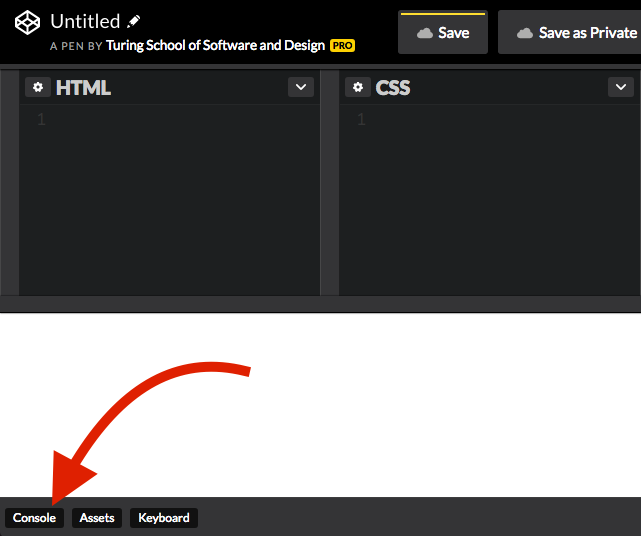 Untitled
A PEN BY Turing School of Software and Design PRO
Save
Save as Private
HTML
CSS
1
1
Console
Assets
Keyboard